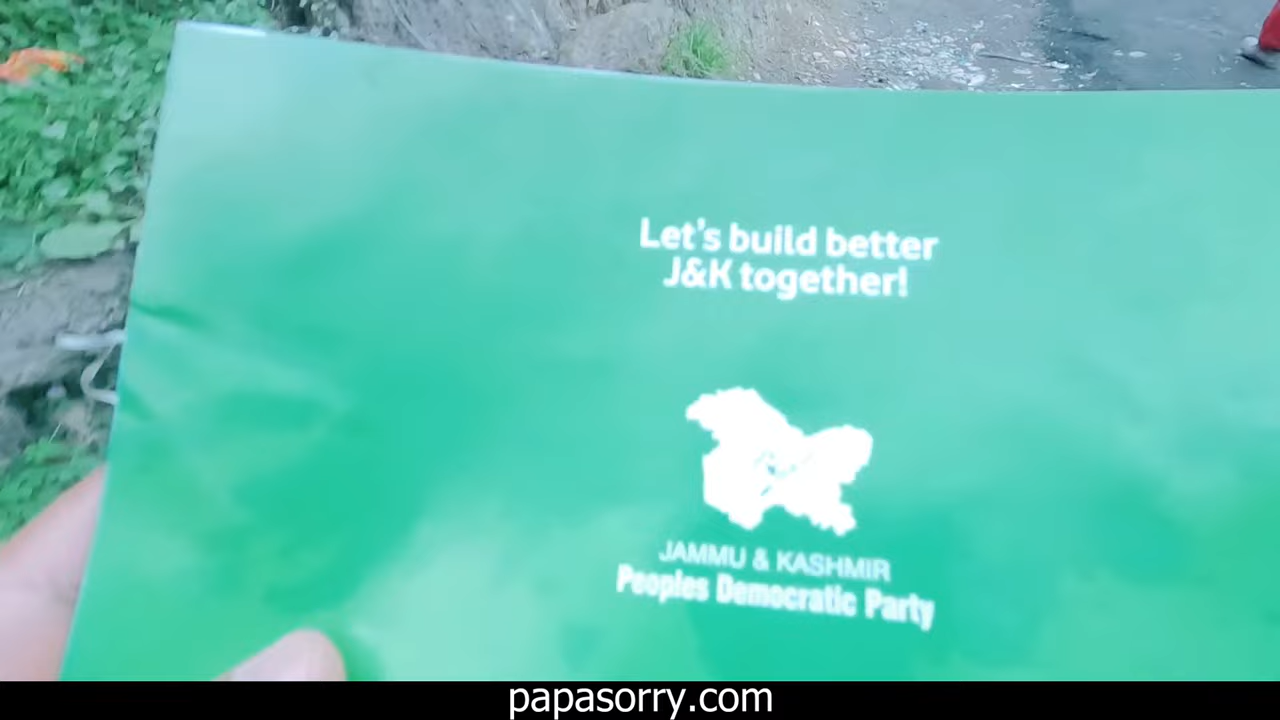 Let's build better
J&K together!
JAMMU & KASHMIR
Peoples Democratic Party
papasorry.com